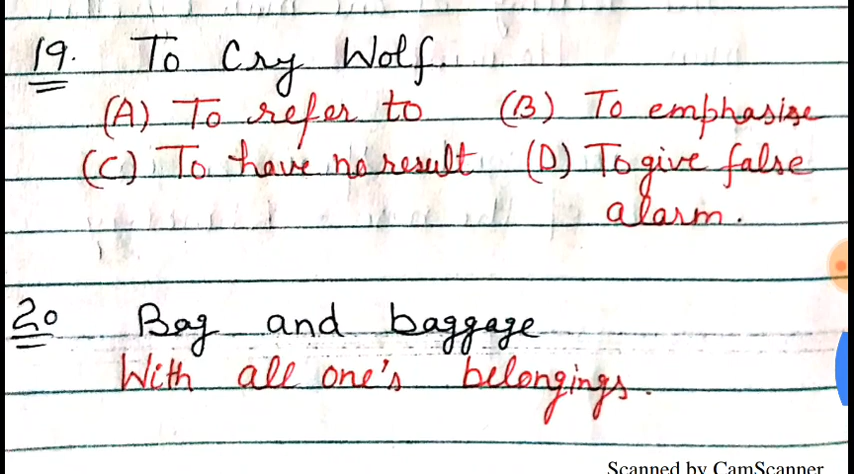 19. To Cry Wolf.
(A) To refer to (B) To emphasise
(C) To have no result (D) To give false
alarm.
20 Bag and baggage
With all one's belongings.
Scanned by CamScanner